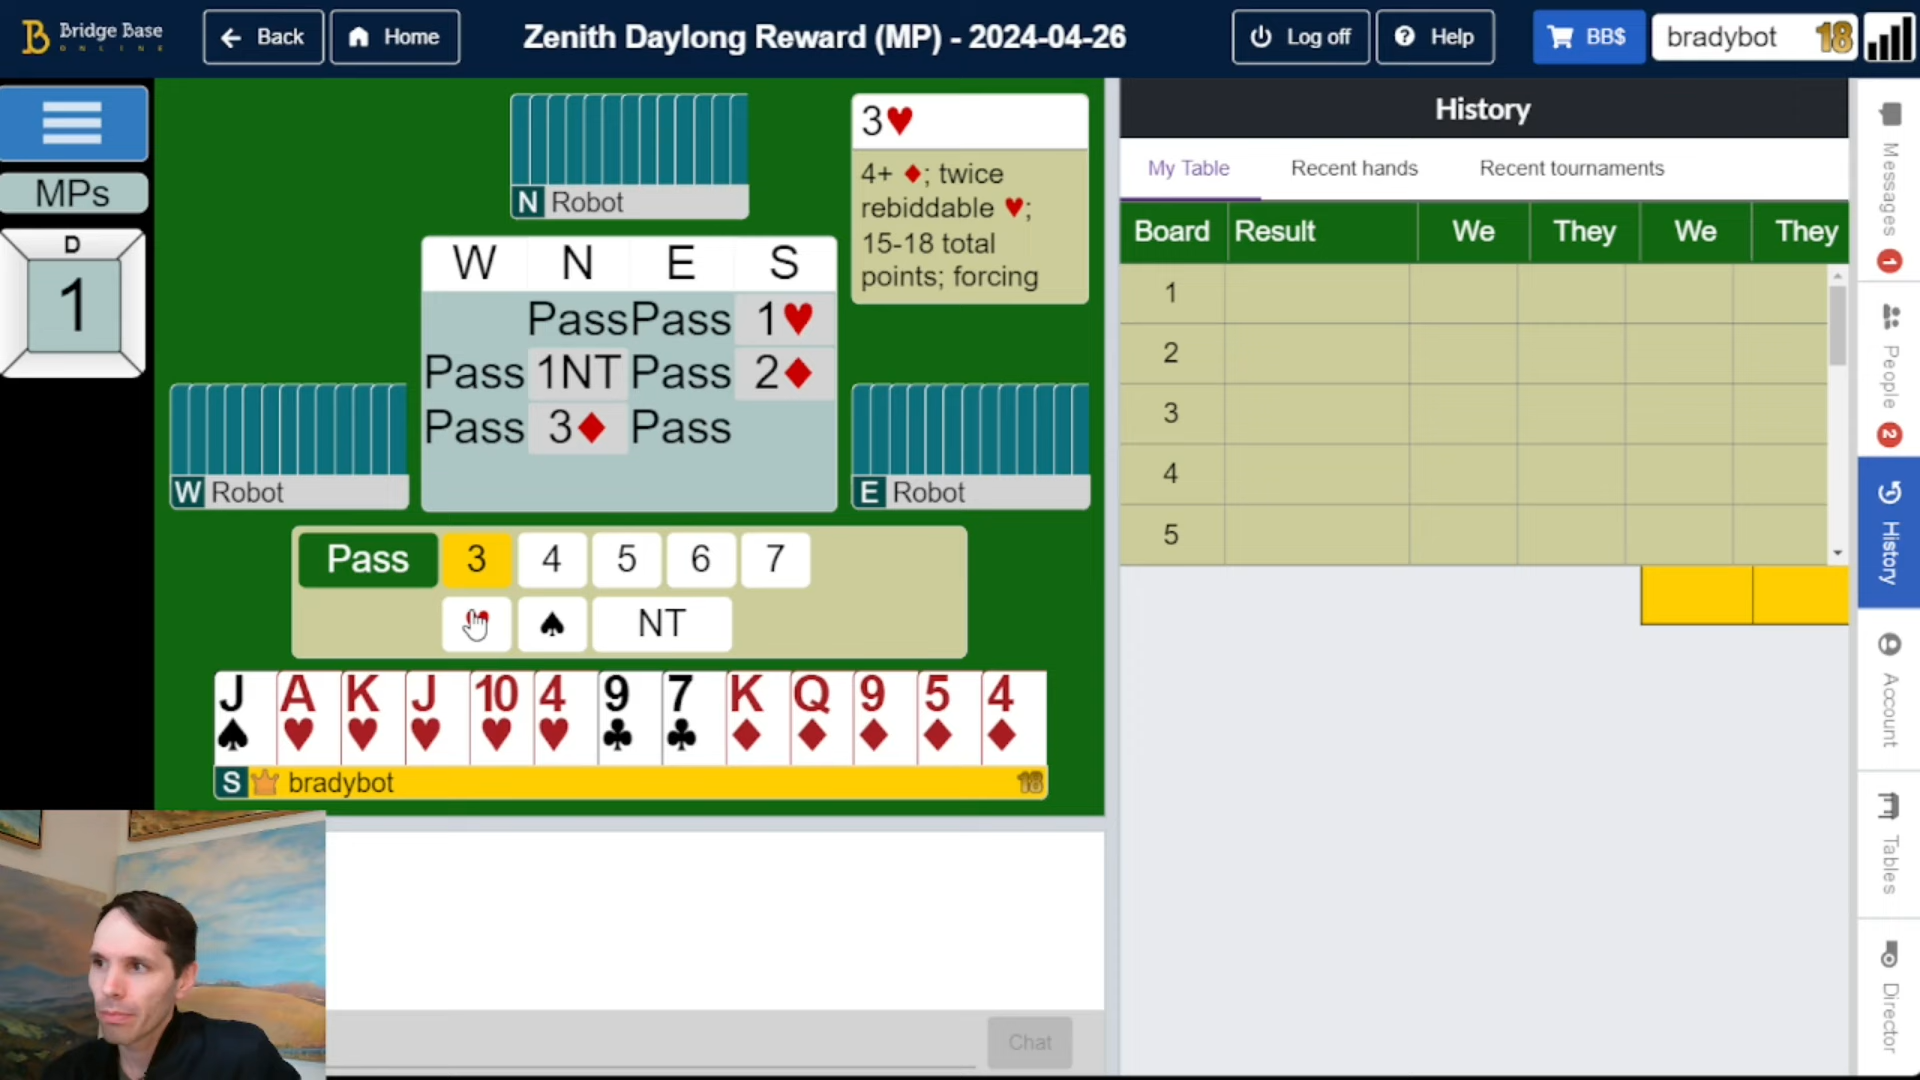 Bridge Base
ONLINE
Back
Home
Zenith Daylong Reward (MP) - 2024-04-26
Log off
Help
BB$
bradybot
18
MPs
D
1
N Robot
3♥
4+ ♦; twice
rebiddable ♥;
15-18 total
points; forcing
W N E S
Pass Pass 1♥
Pass 1NT Pass 2♦
Pass 3♦ Pass
W Robot
E Robot
Pass 3 4 5 6 7
♠ NT
J A K J 10 4 9 7 K Q 9 5 4
♠ ♥ ♥ ♥ ♥ ♥ ♣ ♣ ♦ ♦ ♦ ♦ ♦
S bradybot 18
Chat
History
My Table Recent hands Recent tournaments
Board Result We They We They
1
2
3
4
5
Messages
1
People
2
History
Account
Tables
Director